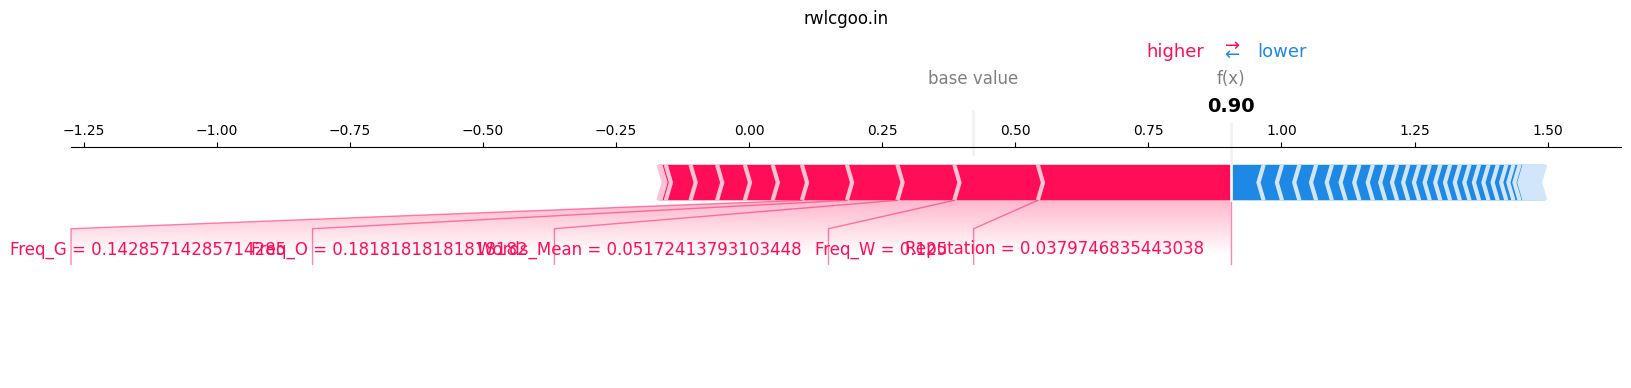 rwlcgoo.in
higher → ← lower
base value f(x)
0.90
−1.25 −1.00 −0.75 −0.50 −0.25 0.00 0.25 0.50 0.75 1.00 1.25 1.50
Freq_G = 0.14285714285714285 Freq_O = 0.18181818181818182 Words_Mean = 0.05172413793103448 Freq_W = 0.125 Reputation = 0.0379746835443038